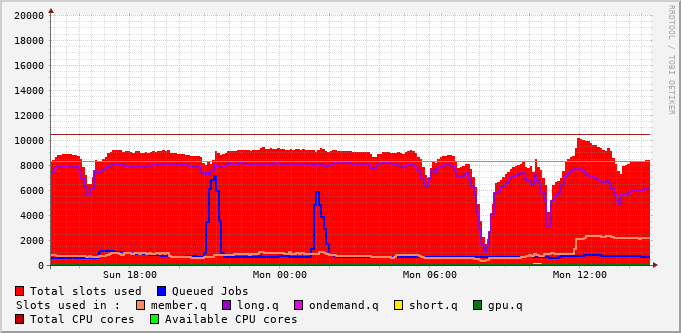 RRDTOOL / TOBI OETIKER
20000
18000
16000
14000
12000
10000
8000
6000
4000
2000
0
Sun 18:00 Mon 00:00 Mon 06:00 Mon 12:00
Total slots used Queued Jobs
Slots used in : member.q long.q ondemand.q short.q gpu.q
Total CPU cores Available CPU cores